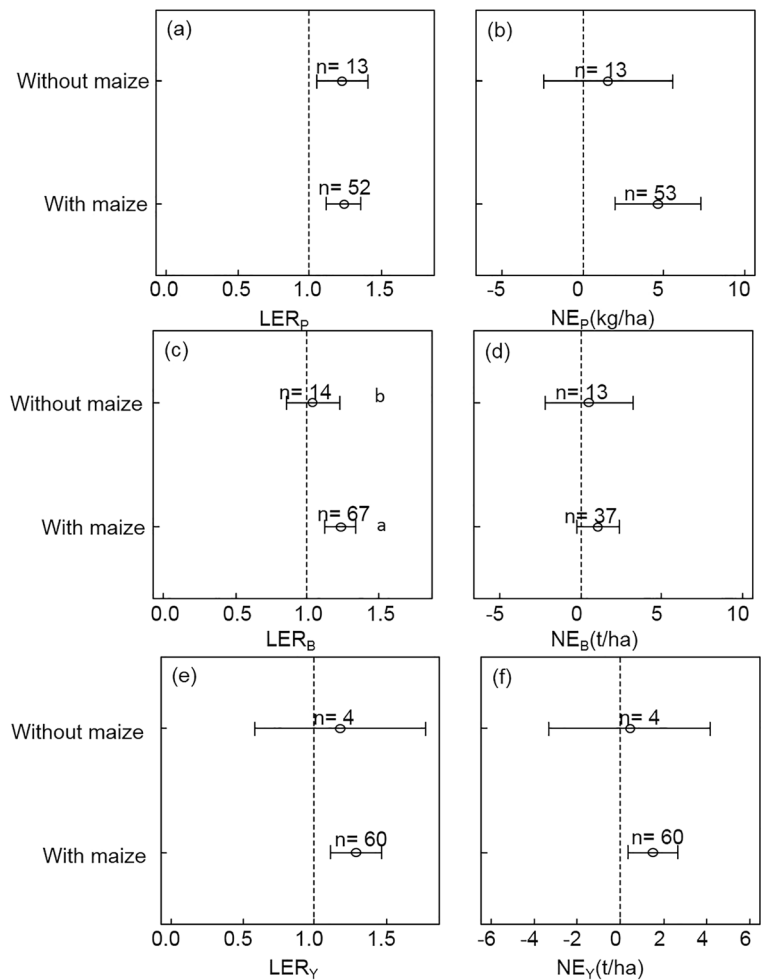 (a)
Without maize
n= 13
With maize
n= 52
0.0 0.5 1.0 1.5
LERP
(b)
n= 13
n= 53
-5 0 5 10
NEP(kg/ha)
(c)
Without maize
n= 14 b
With maize
n= 67 a
0.0 0.5 1.0 1.5
LERB
(d)
n= 13
n= 37
-5 0 5 10
NEB(t/ha)
(e)
Without maize
n= 4
With maize
n= 60
0.0 0.5 1.0 1.5
LERY
(f)
n= 4
n= 60
-6 -4 -2 0 2 4 6
NEY(t/ha)